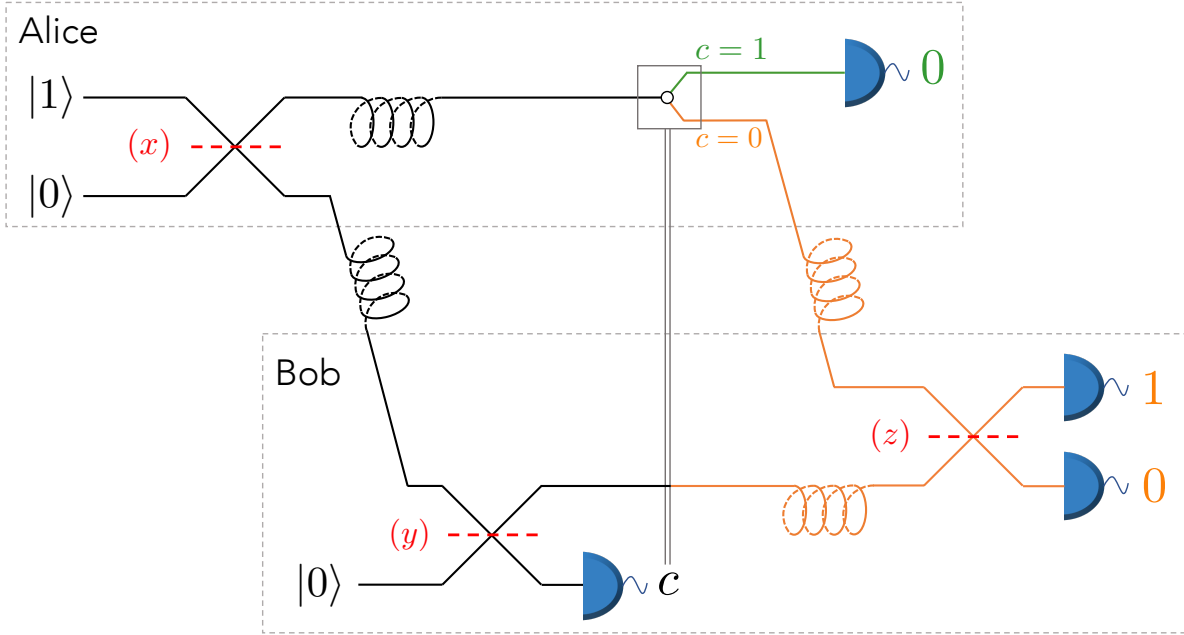 Alice
c = 1
0
|1⟩
(x)
c = 0
|0⟩
Bob
1
(z)
0
(y)
|0⟩
c